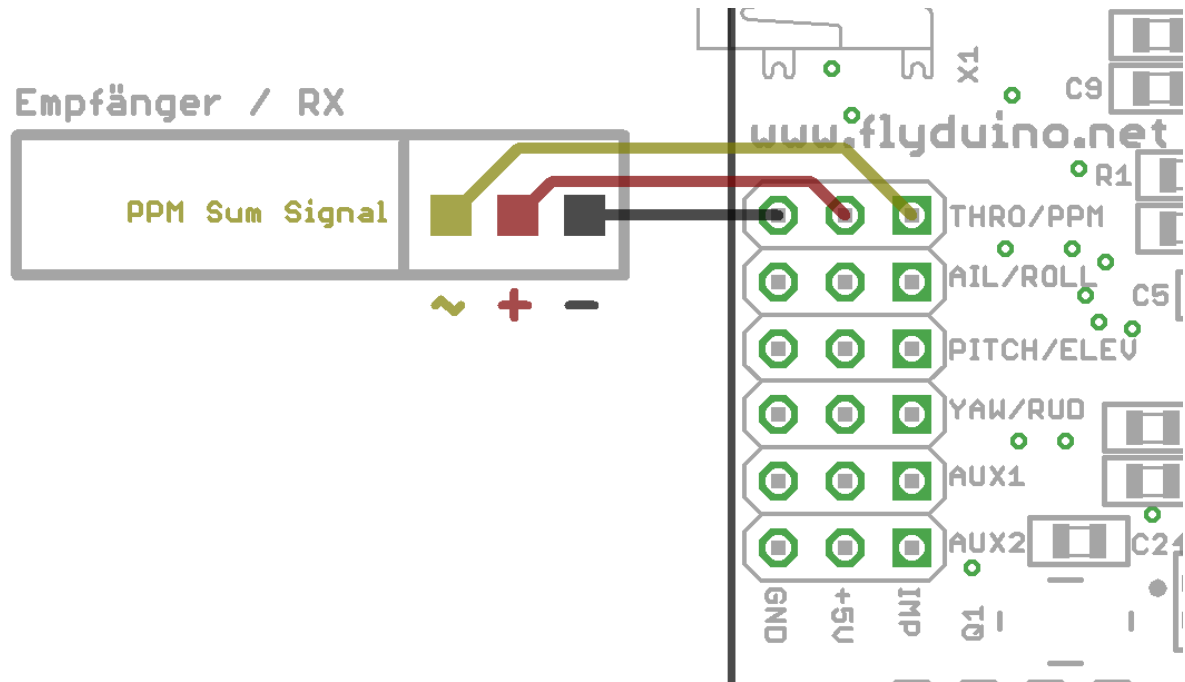 Empfänger / RX
PPM Sum Signal
~ + -
X1
C9
www.flyduino.net
R1
THRO/PPM
AIL/ROLL
C5
PITCH/ELEV
YAW/RUD
AUX1
AUX2
C24
GND
+5V
IMP
Q1